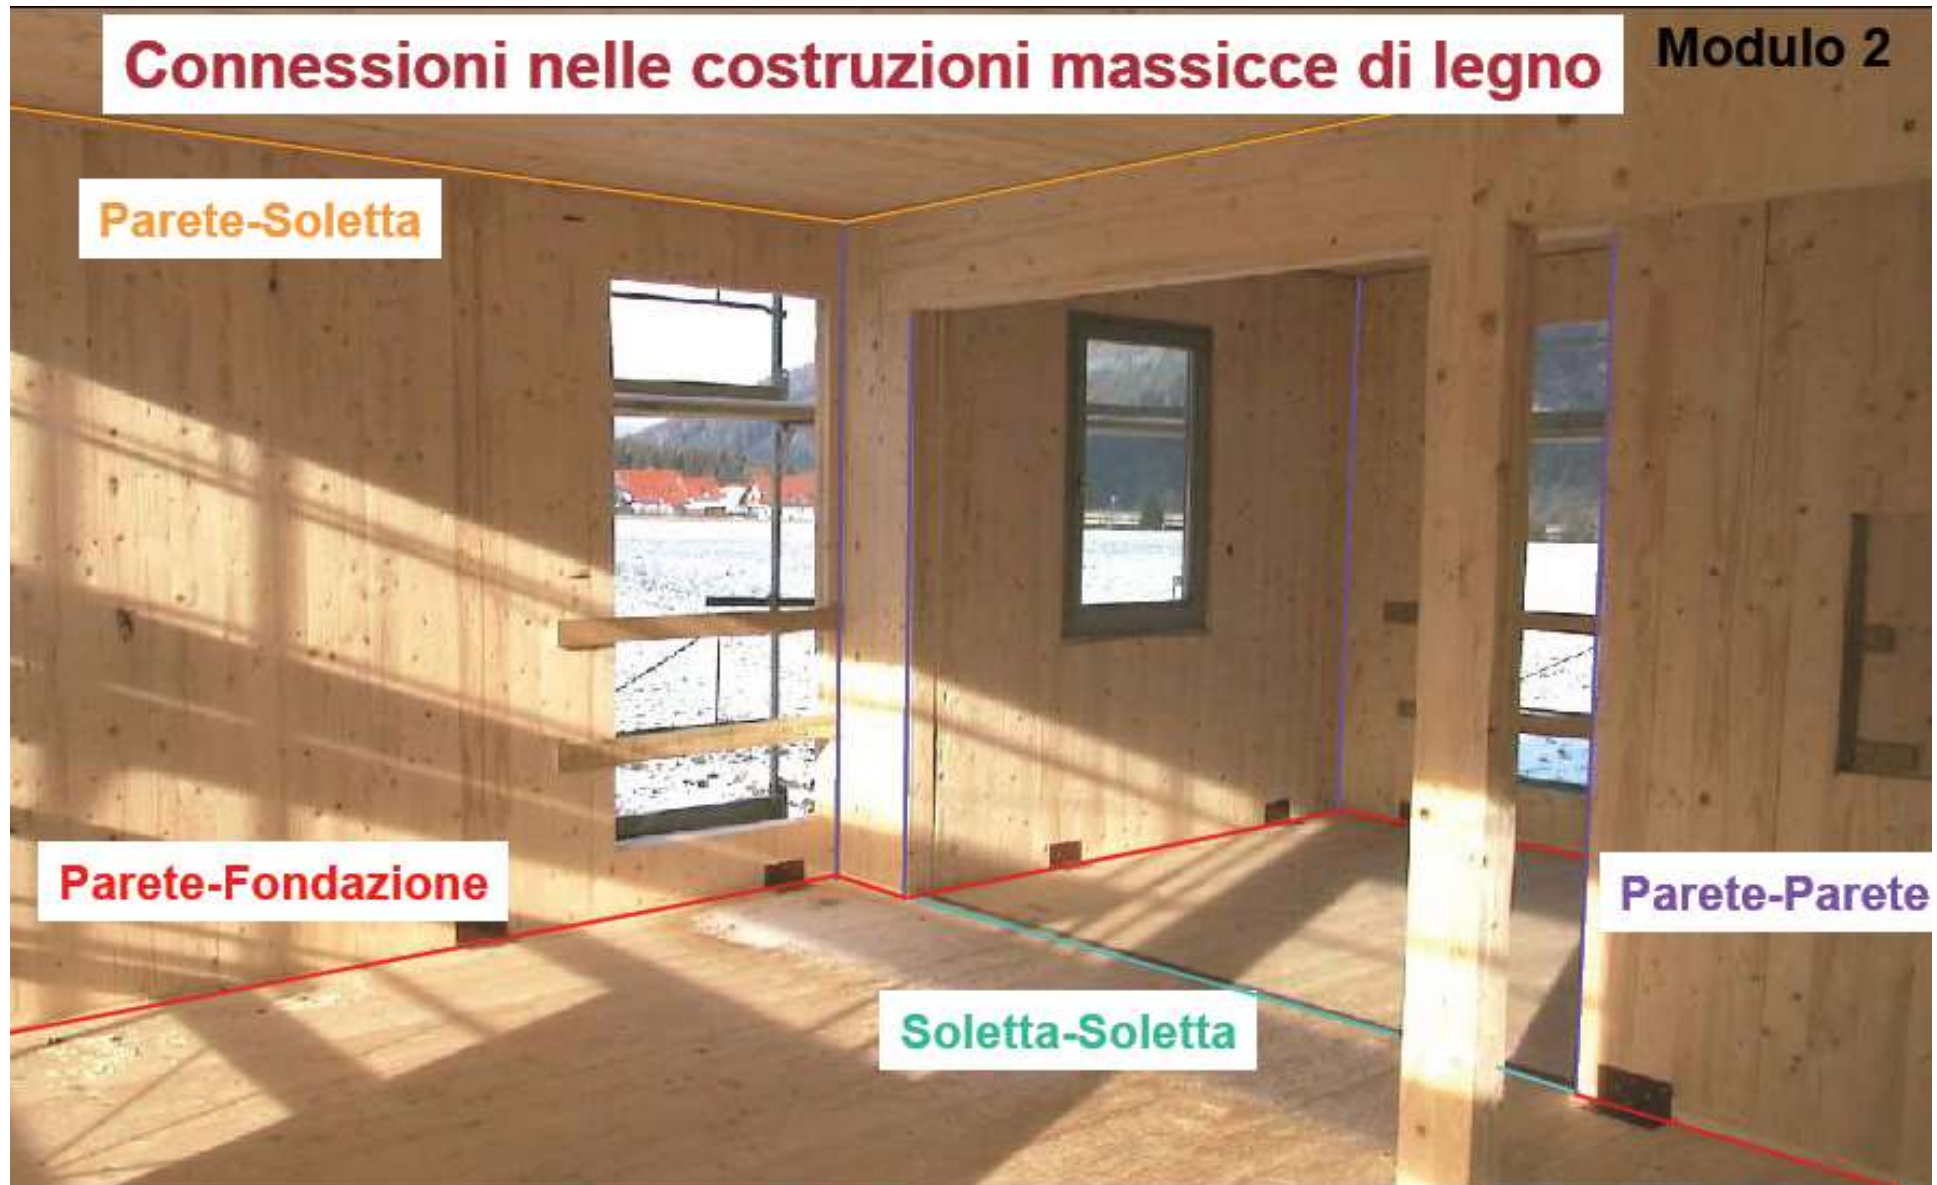 Connessioni nelle costruzioni massicce di legno
Modulo 2
Parete-Soletta
Parete-Fondazione
Parete-Parete
Soletta-Soletta